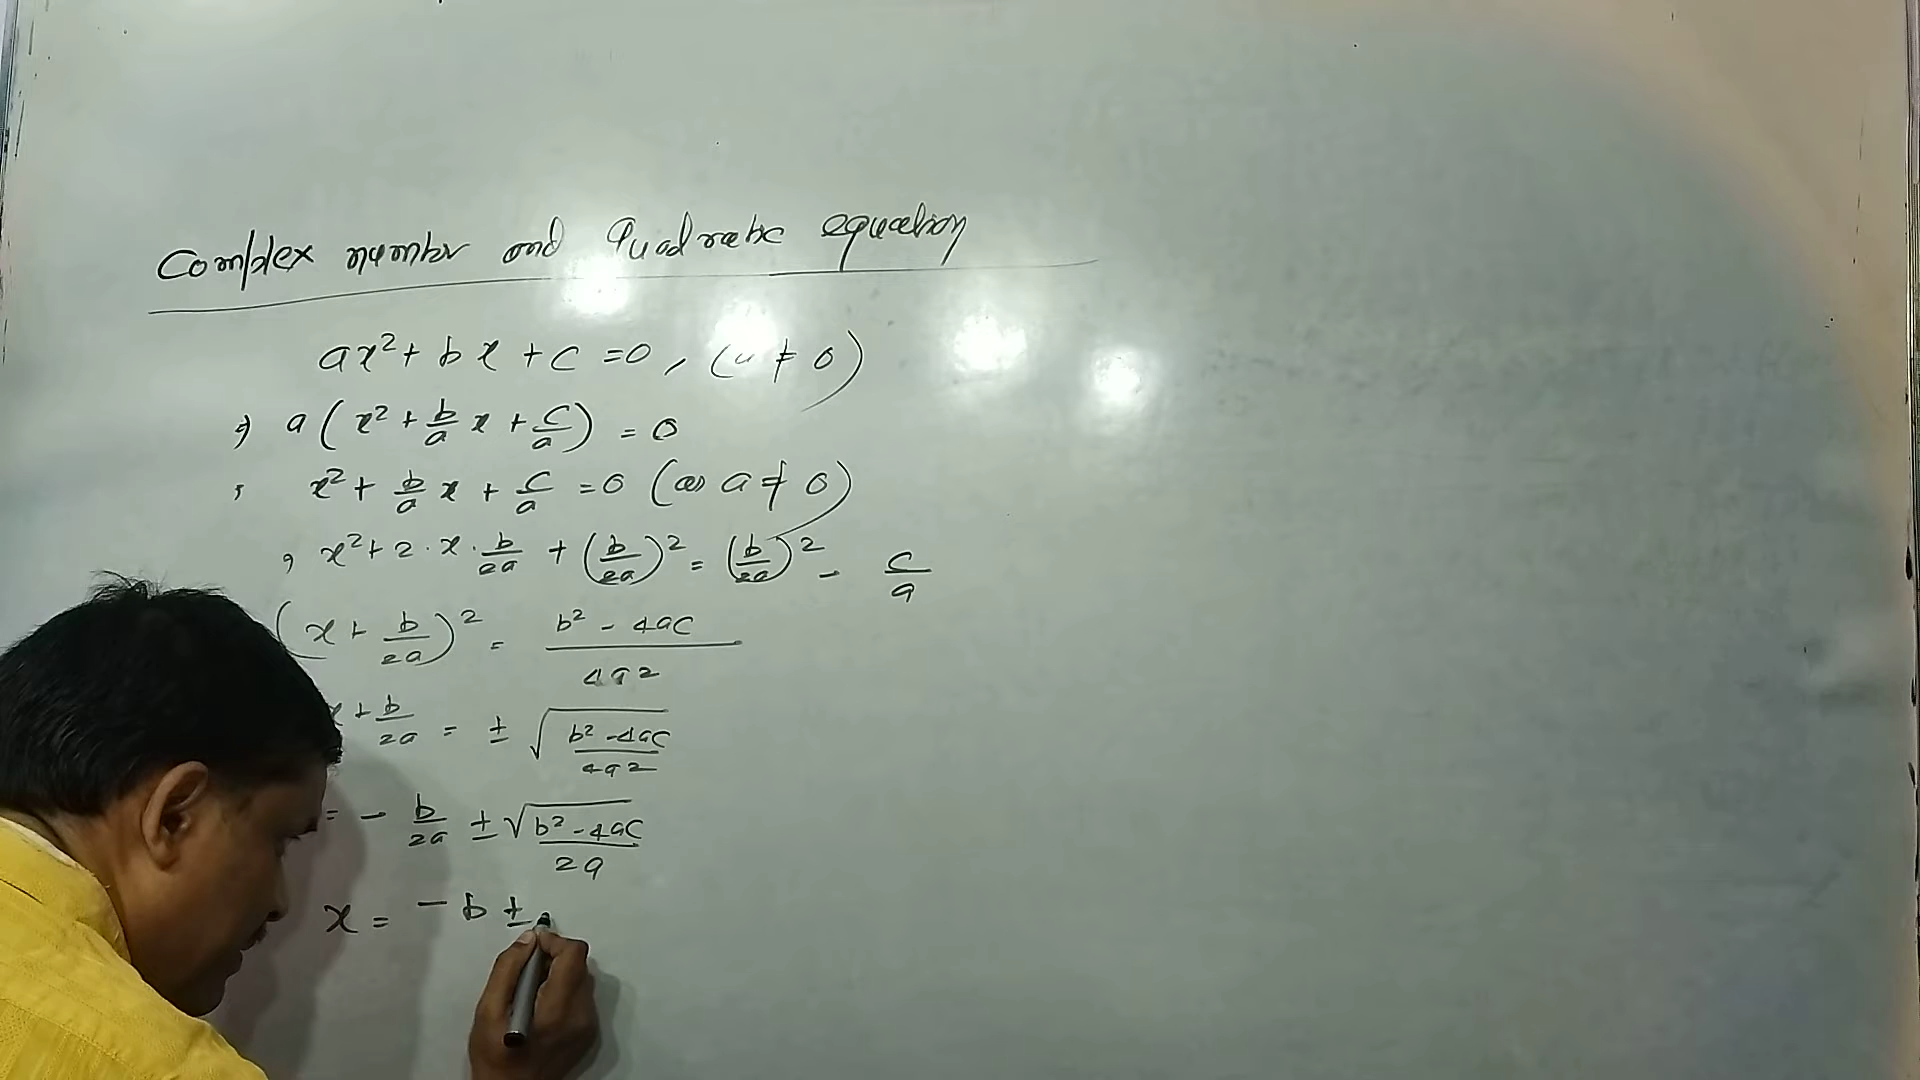 Complex number and Quadratic equation
ax² + bx + c = 0, (a ≠ 0)
⇒ a(x² + b/a x + c/a) = 0
, x² + b/a x + c/a = 0 (as a ≠ 0)
, x² + 2 · x · b/2a + (b/2a)² = (b/2a)² - c/a
(x + b/2a)² = b² - 4ac / 4a²
x + b/2a = ± √(b² - 4ac / 4a²)
= - b/2a ± √b² - 4ac / 2a
x = - b ±